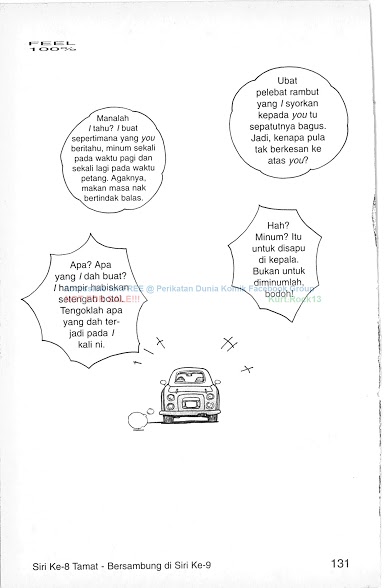 FEEL
100%
Ubat
pelebat rambut
yang I syorkan
kepada you tu
sepatutnya bagus.
Jadi, kenapa pula
tak berkesan ke
atas you?
Manalah
I tahu? I buat
sepertimana yang you
beritahu, minum sekali
pada waktu pagi dan
sekali lagi pada waktu
petang. Agaknya,
makan masa nak
bertindak balas.
Hah?
Minum? Itu
untuk disapu
di kepala.
Bukan untuk
diminumlah,
bodoh!
Apa? Apa
yang I dah buat?
I hampir habiskan
setengah botol.
Tengoklah apa
yang dah ter-
jadi pada I
kali ni.
FREE @ Perikatan Dunia Komik Facebook Group
Kurt.Rock13
Siri Ke-8 Tamat - Bersambung di Siri Ke-9
131